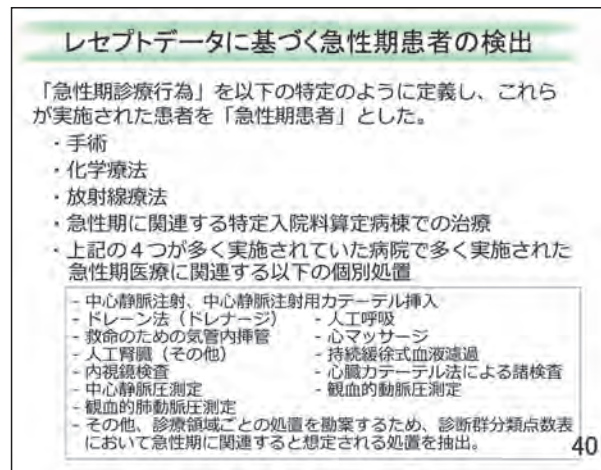 レセプトデータに基づく急性期患者の検出
「急性期診療行為」を以下の特定のように定義し、これら
が実施された患者を「急性期患者」とした。
・手術
・化学療法
・放射線療法
・急性期に関連する特定入院料算定病棟での治療
・上記の４つが多く実施されていた病院で多く実施された
急性期医療に関連する以下の個別処置
- 中心静脈注射、中心静脈注射用カテーテル挿入
- ドレーン法（ドレナージ） - 人工呼吸
- 救命のための気管内挿管 - 心マッサージ
- 人工腎臓（その他） - 持続緩徐式血液濾過
- 内視鏡検査 - 心臓カテーテル法による諸検査
- 中心静脈圧測定 - 観血的動脈圧測定
- 観血的肺動脈圧測定
- その他、診療領域ごとの処置を勘案するため、診断群分類点数表
において急性期に関連すると想定される処置を抽出。
40